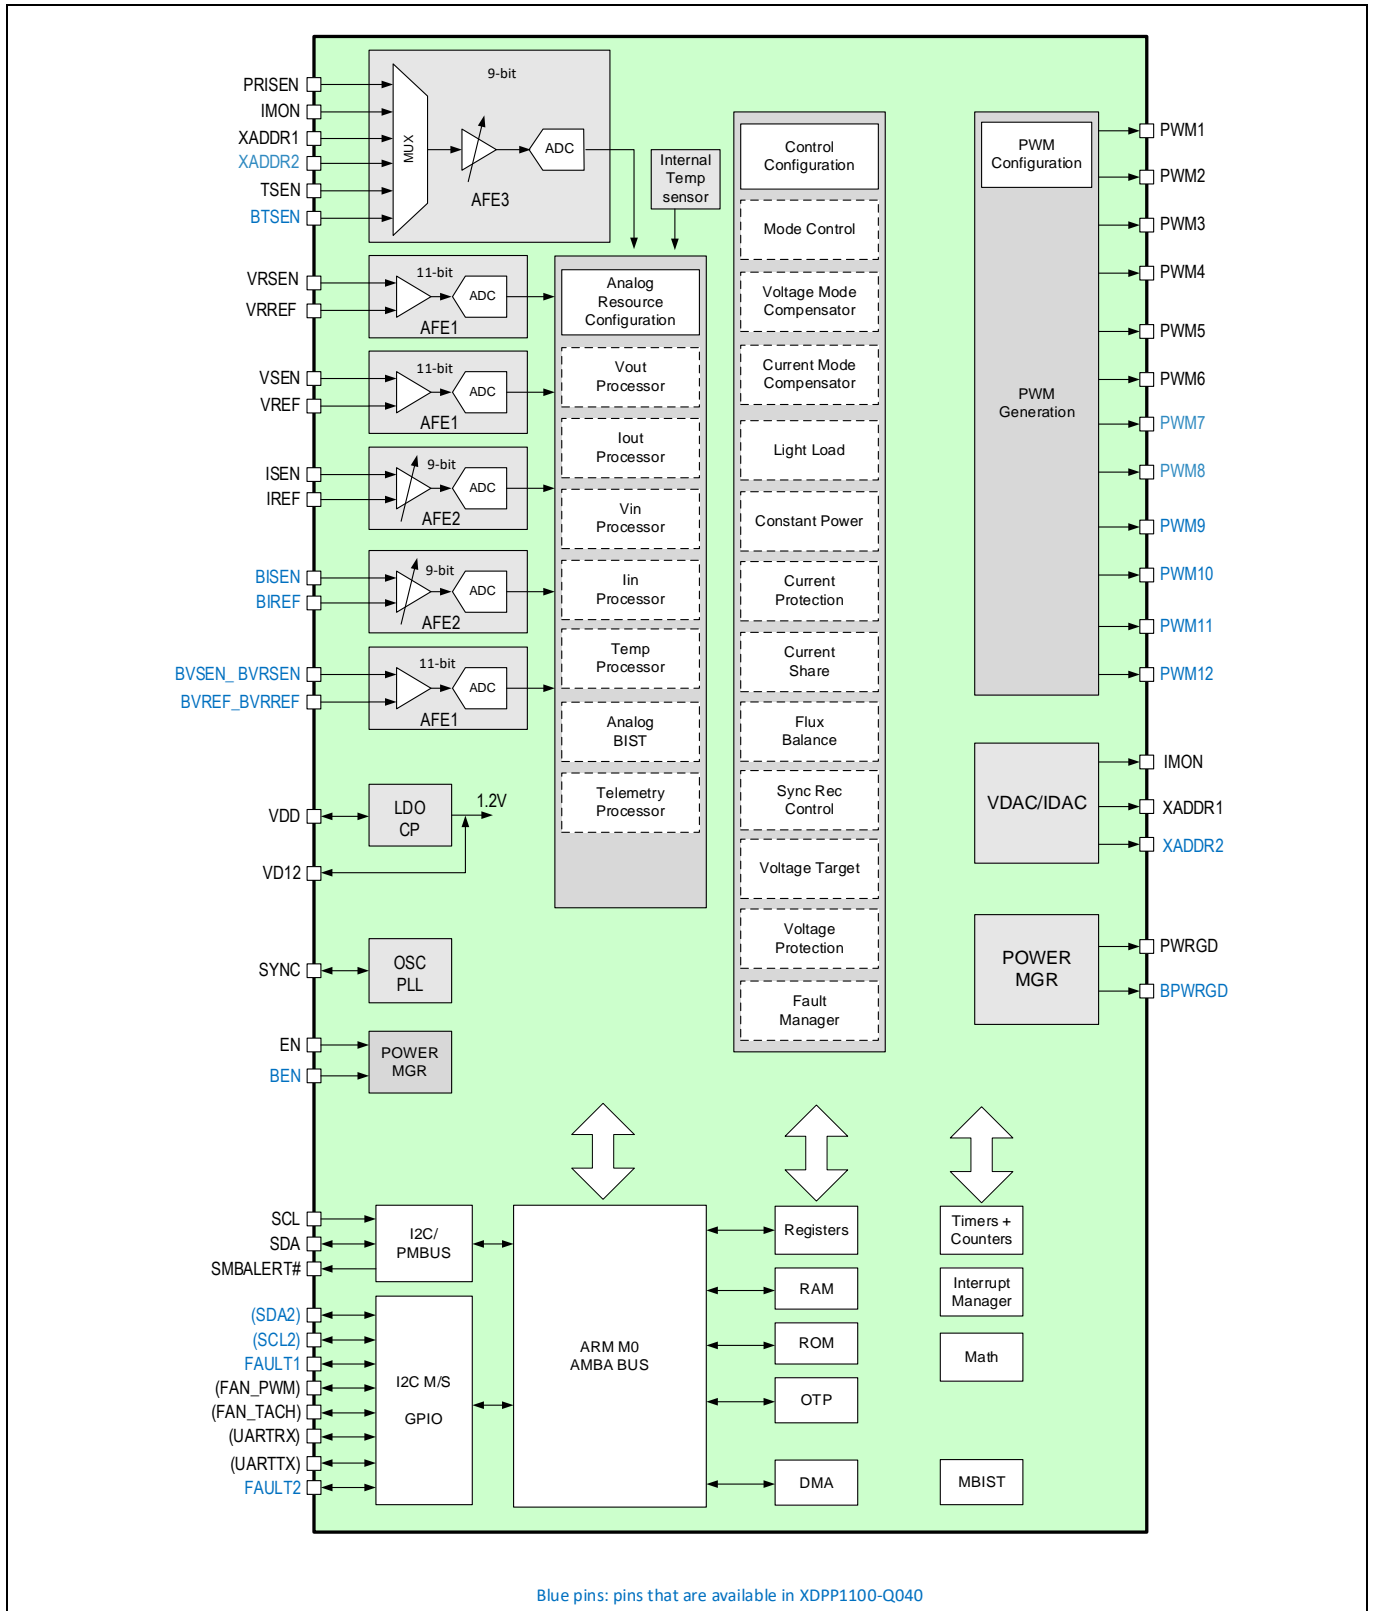 PRISEN
IMON
XADDR1
XADDR2
TSEN
BTSEN
MUX
9-bit
ADC
AFE3
Internal
Temp
sensor
VRSEN
VRREF
11-bit
ADC
AFE1
VSEN
VREF
11-bit
ADC
AFE1
ISEN
IREF
9-bit
ADC
AFE2
BISEN
BIREF
9-bit
ADC
AFE2
BVSEN_ BVRSEN
BVREF_BVRREF
11-bit
ADC
AFE1
Analog
Resource
Configuration
Vout
Processor
Iout
Processor
Vin
Processor
Iin
Processor
Temp
Processor
Analog
BIST
Telemetry
Processor
Control
Configuration
Mode Control
Voltage Mode
Compensator
Current Mode
Compensator
Light Load
Constant Power
Current
Protection
Current
Share
Flux
Balance
Sync Rec
Control
Voltage Target
Voltage
Protection
Fault
Manager
PWM
Configuration
PWM
Generation
PWM1
PWM2
PWM3
PWM4
PWM5
PWM6
PWM7
PWM8
PWM9
PWM10
PWM11
PWM12
VDAC/IDAC
IMON
XADDR1
XADDR2
POWER
MGR
PWRGD
BPWRGD
VDD
VD12
LDO
CP
1.2V
SYNC
OSC
PLL
EN
BEN
POWER
MGR
SCL
SDA
SMBALERT#
I2C/
PMBUS
(SDA2)
(SCL2)
FAULT1
(FAN_PWM)
(FAN_TACH)
(UARTRX)
(UARTTX)
FAULT2
I2C M/S
GPIO
ARM M0
AMBA BUS
Registers
RAM
ROM
OTP
DMA
Timers +
Counters
Interrupt
Manager
Math
MBIST
Blue pins: pins that are available in XDPP1100-Q040